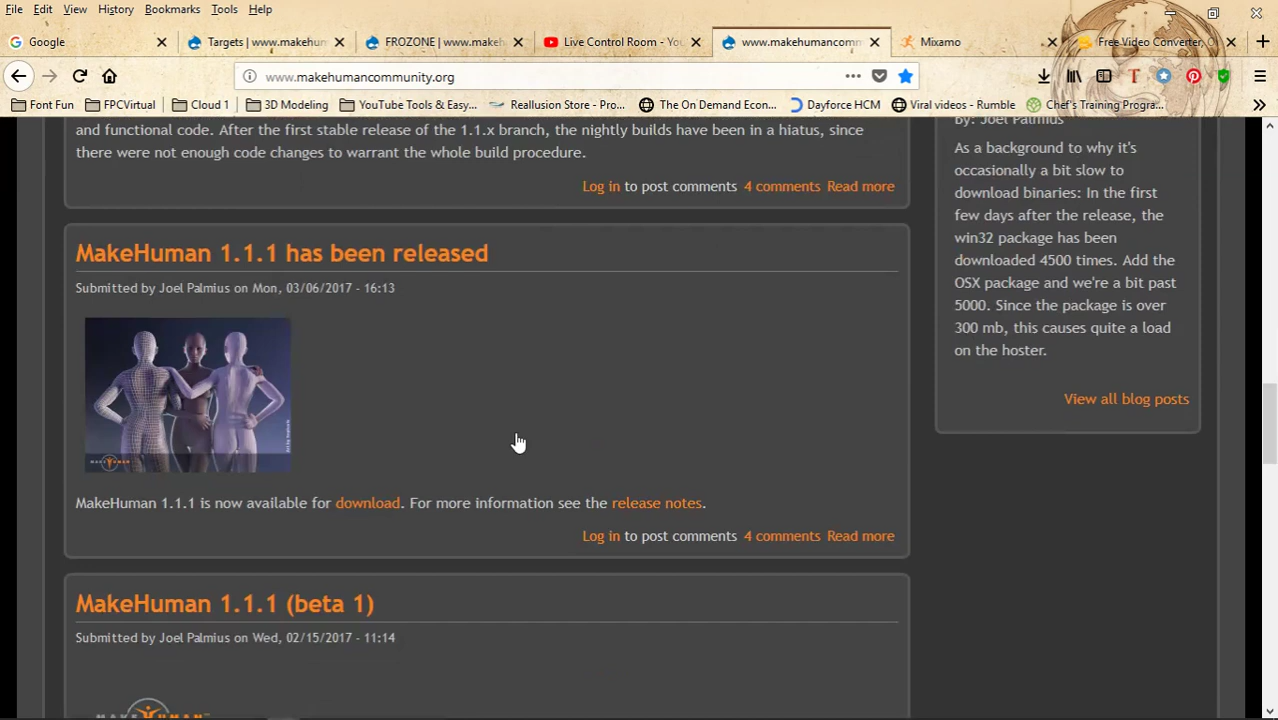 File Edit View History Bookmarks Tools Help
Google Targets | www.makehum FROZONE | www.makeh Live Control Room - You www.makehumancomm Mixamo Free Video Converter, O
www.makehumancommunity.org
Font Fun FPCVirtual Cloud 1 3D Modeling YouTube Tools & Easy... Reallusion Store - Pro... The On Demand Econ... Dayforce HCM Viral videos - Rumble Chef's Training Progra...
and functional code. After the first stable release of the 1.1.x branch, the nightly builds have been in a hiatus, since
there were not enough code changes to warrant the whole build procedure.
Log in to post comments 4 comments Read more
MakeHuman 1.1.1 has been released
Submitted by Joel Palmius on Mon, 03/06/2017 - 16:13
MAKEHUMAN
MakeHuman 1.1.1 is now available for download. For more information see the release notes.
Log in to post comments 4 comments Read more
MakeHuman 1.1.1 (beta 1)
Submitted by Joel Palmius on Wed, 02/15/2017 - 11:14
MAKEHUMAN
by: Joel Palmius
As a background to why it's
occasionally a bit slow to
download binaries: In the first
few days after the release, the
win32 package has been
downloaded 4500 times. Add the
OSX package and we're a bit past
5000. Since the package is over
300 mb, this causes quite a load
on the hoster.
View all blog posts